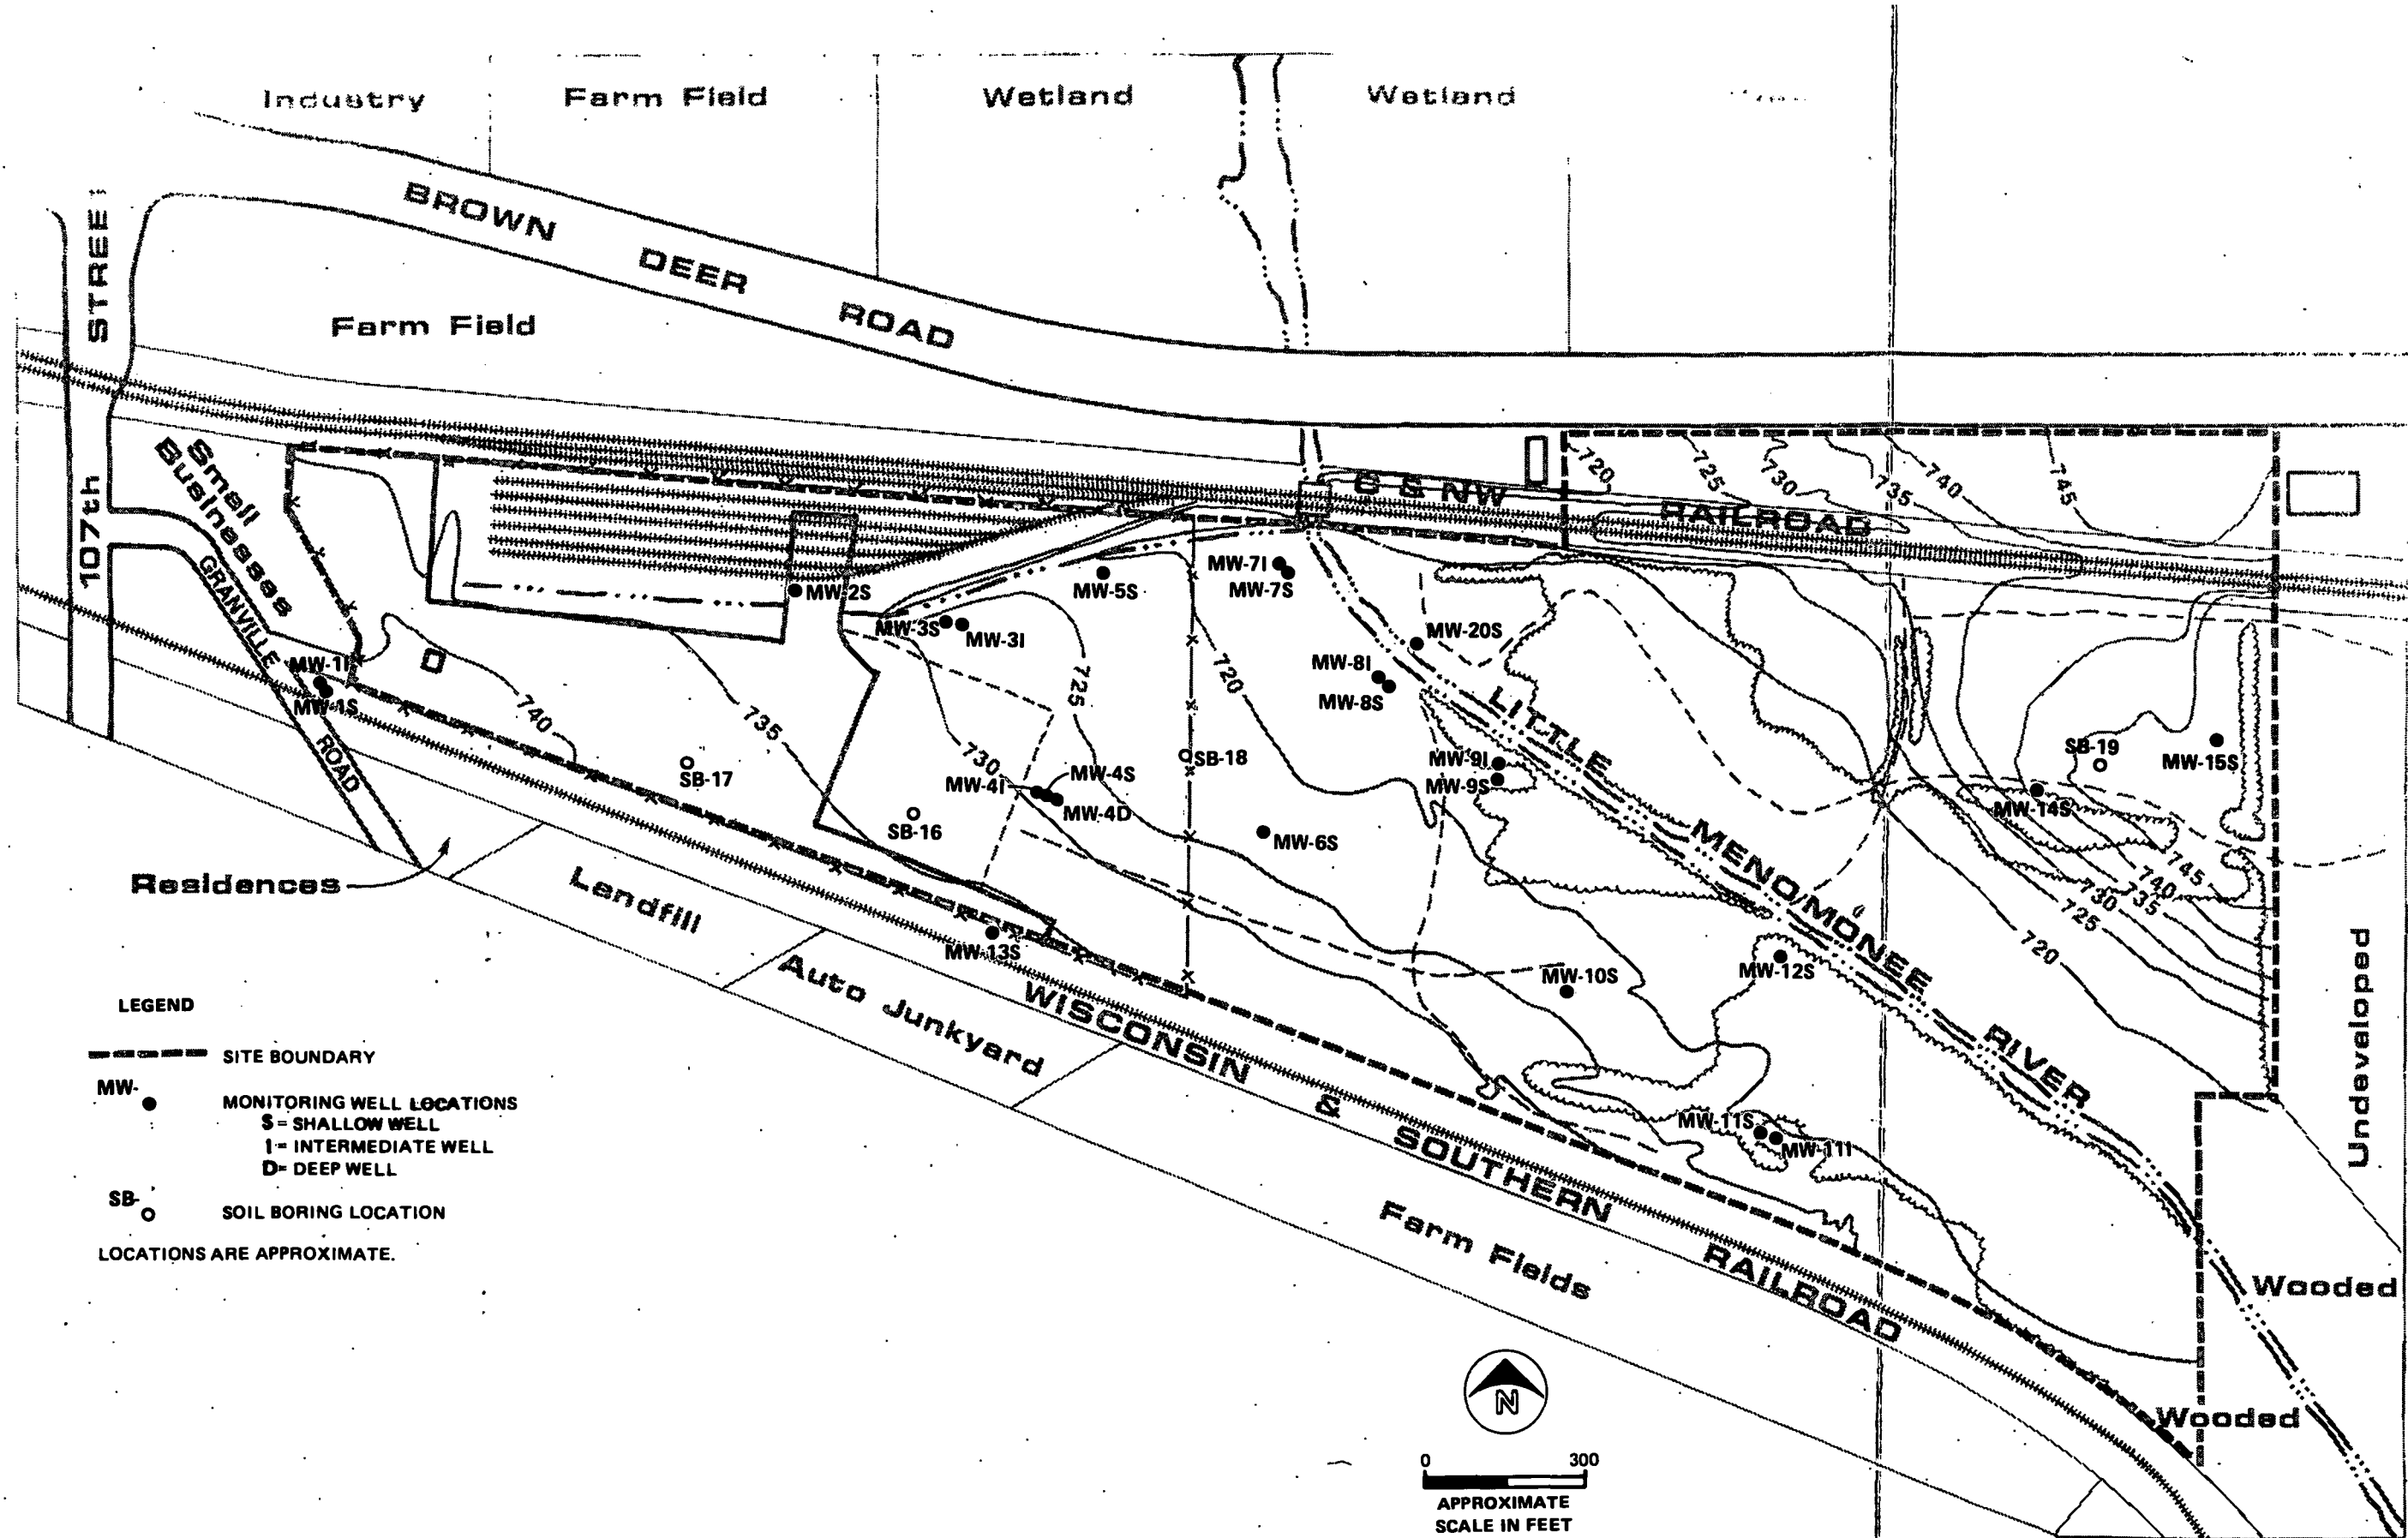 Industry
Farm Field
Wetland
Wetland
BROWN DEER ROAD
107th STREET
Farm Field
Small
Businesses
GRANVILLE ROAD
C & NW RAILROAD
720
725
730
735
740
745
MW-7I
MW-7S
MW-5S
MW-2S
MW-3S
MW-3I
MW-20S
MW-8I
MW-8S
MW-1I
MW-1S
740
735
730
725
720
LITTLE MENOMONEE RIVER
SB-17
SB-18
SB-19
MW-15S
MW-9I
MW-9S
MW-4I
MW-4S
MW-4D
MW-14S
SB-16
MW-6S
745
740
735
730
725
720
Residences
Landfill
MW-13S
Auto Junkyard
MW-10S
MW-12S
WISCONSIN & SOUTHERN RAILROAD
MW-11S
MW-11I
Undeveloped
Farm Fields
Wooded
Wooded
LEGEND
SITE BOUNDARY
MW-
MONITORING WELL LOCATIONS
S = SHALLOW WELL
I = INTERMEDIATE WELL
D = DEEP WELL
SB-
SOIL BORING LOCATION
LOCATIONS ARE APPROXIMATE.
N
0 300
APPROXIMATE
SCALE IN FEET